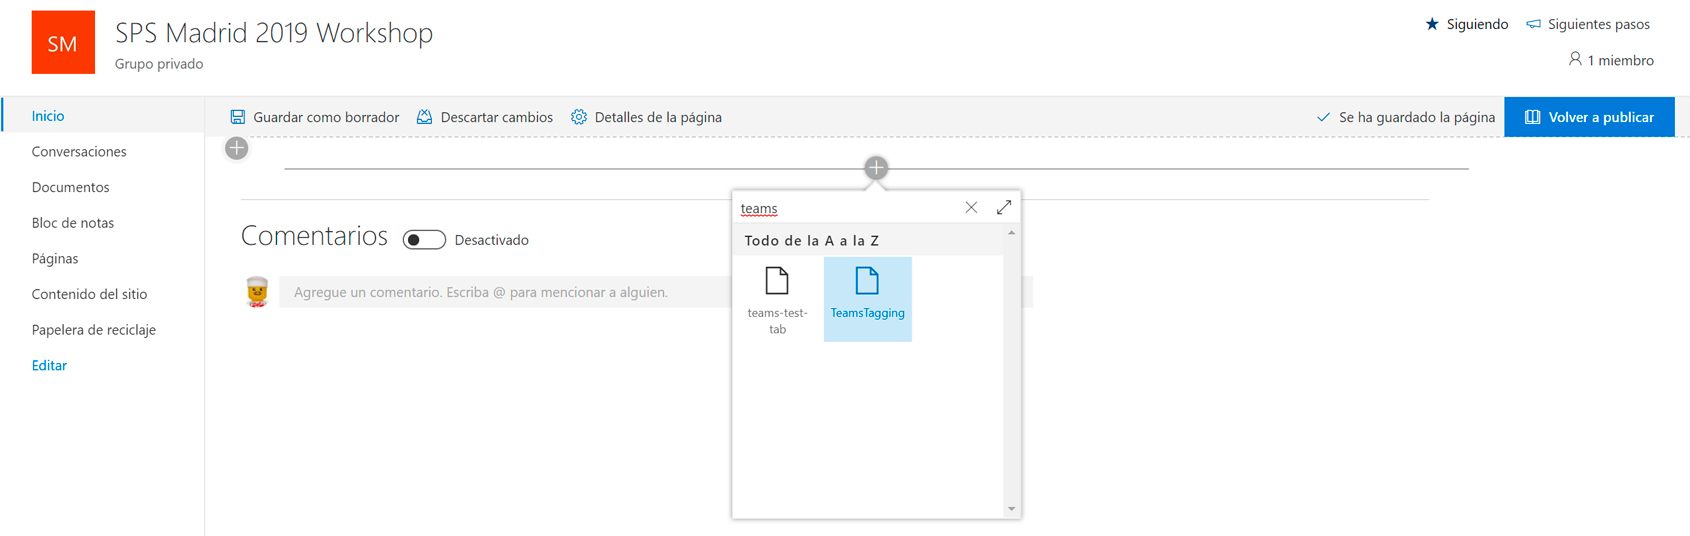 SM
SPS Madrid 2019 Workshop
Grupo privado
Siguiendo
Siguientes pasos
1 miembro
Inicio
Conversaciones
Documentos
Bloc de notas
Páginas
Contenido del sitio
Papelera de reciclaje
Editar
Guardar como borrador
Descartar cambios
Detalles de la página
Se ha guardado la página
Volver a publicar
teams
Todo de la A a la Z
teams-test-
tab
TeamsTagging
Comentarios
Desactivado
Agregue un comentario. Escriba @ para mencionar a alguien.